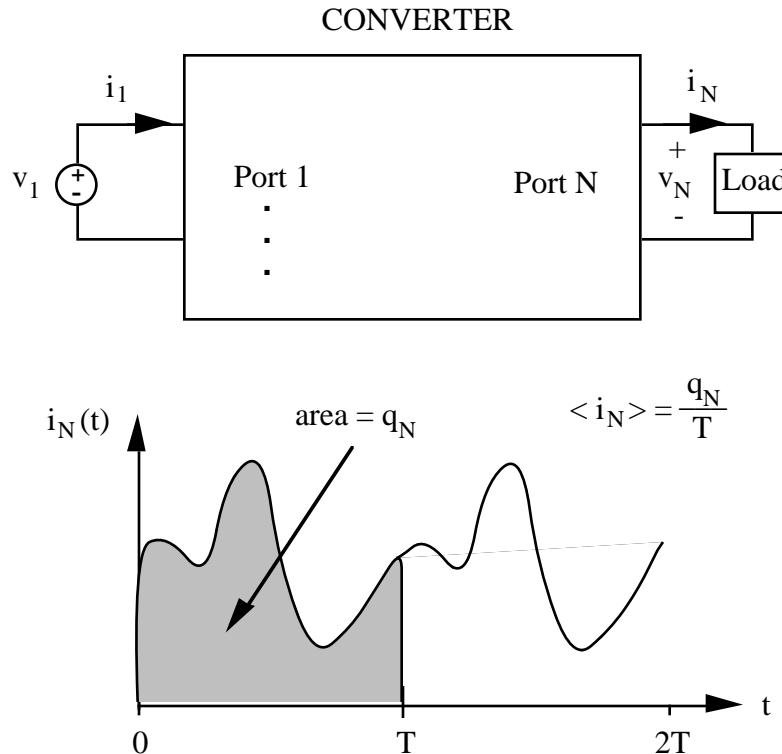 CONVERTER
i1
iN
v1
+
-
Port 1
Port N
+
vN
-
Load
iN(t)
area = qN
< iN > = qN/T
0
T
2T
t